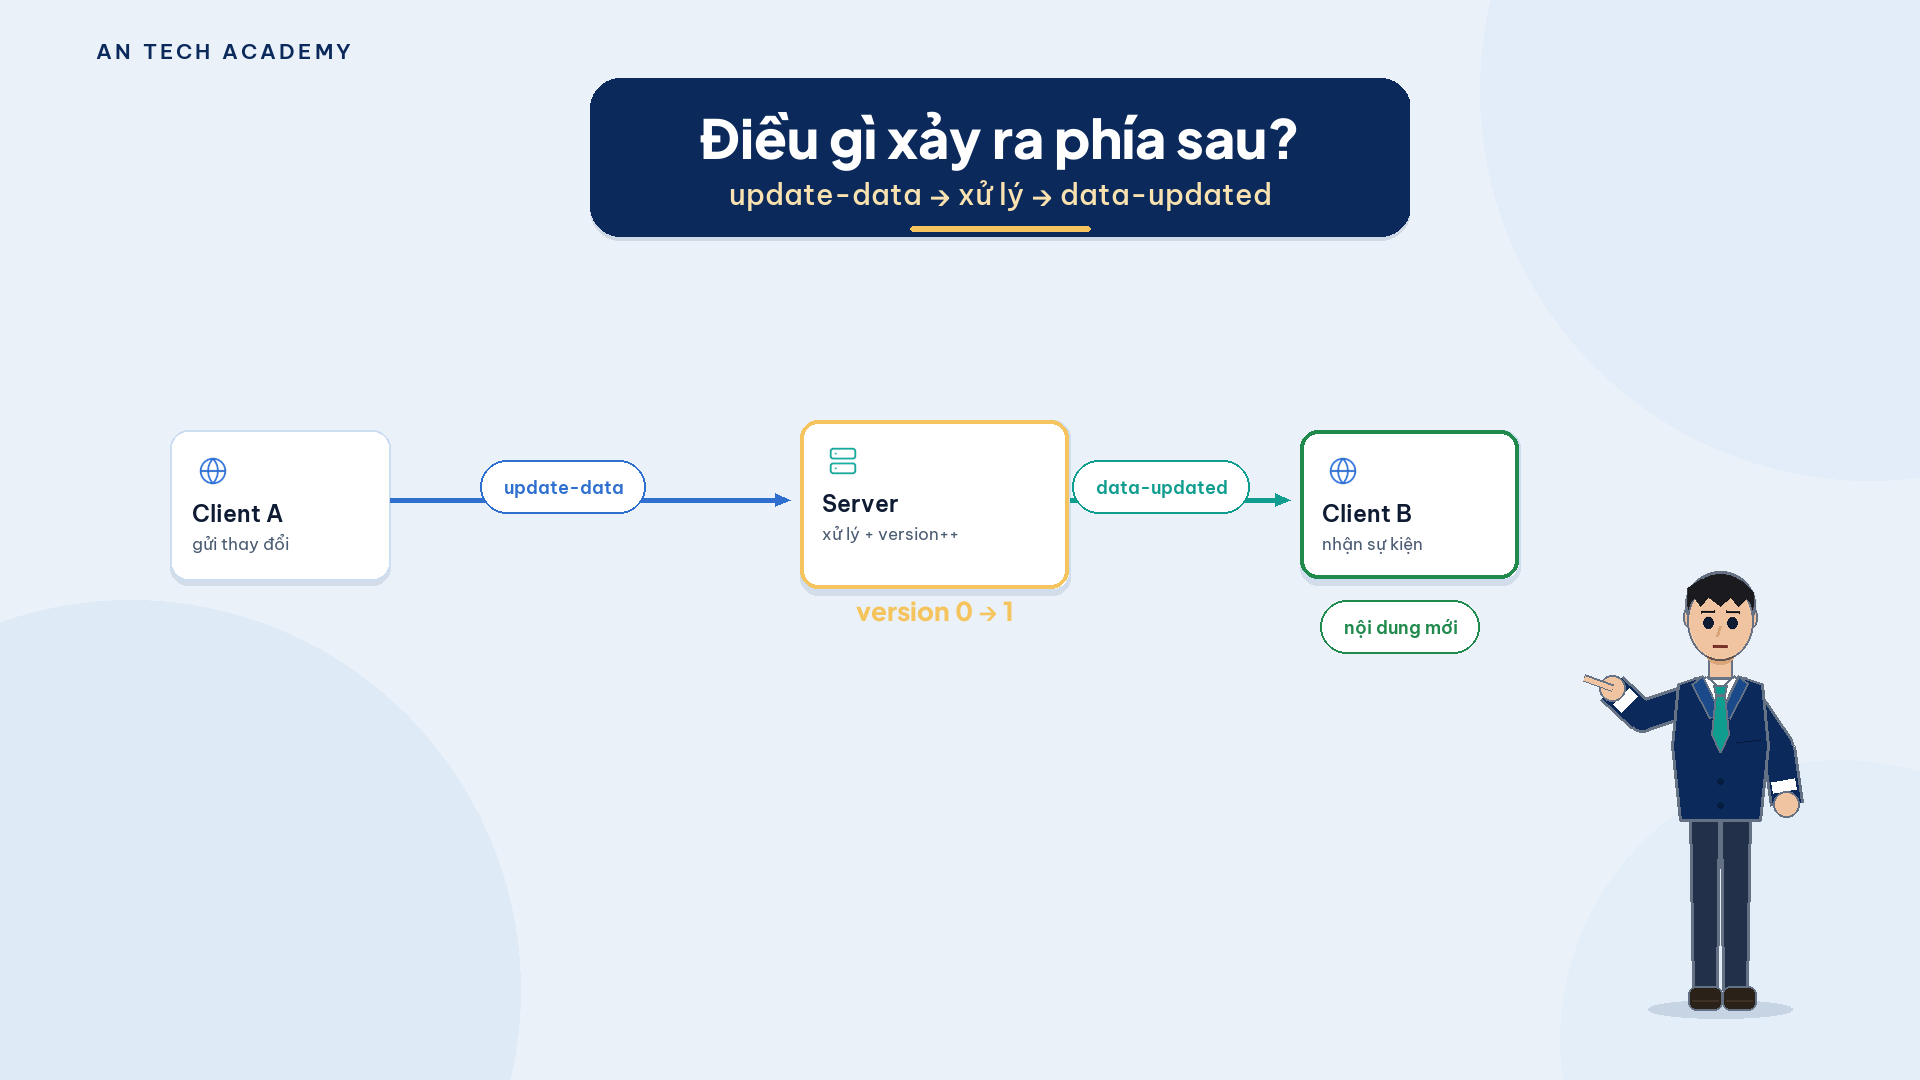 AN TECH ACADEMY
Điều gì xảy ra phía sau?
update-data → xử lý → data-updated
Client A
gửi thay đổi
update-data
Server
xử lý + version++
version 0 → 1
data-updated
Client B
nhận sự kiện
nội dung mới